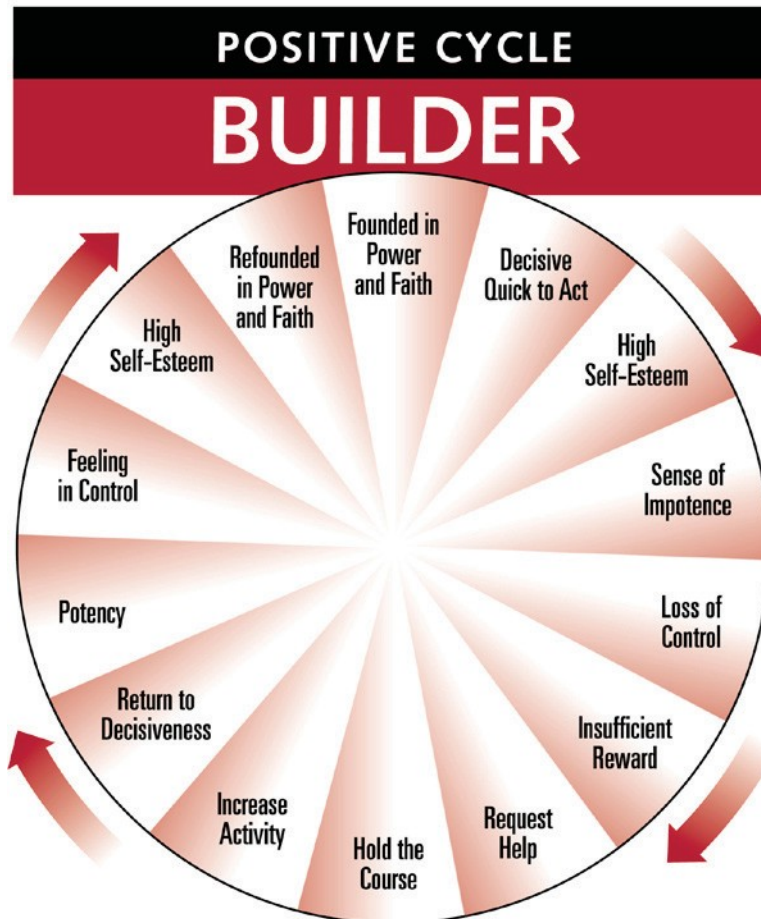 POSITIVE CYCLE
BUILDER
Founded in
Power
and Faith
Decisive
Quick to Act
High
Self-Esteem
Sense of
Impotence
Loss of
Control
Insufficient
Reward
Request
Help
Hold the
Course
Increase
Activity
Return to
Decisiveness
Potency
Feeling
in Control
High
Self-Esteem
Refounded
in Power
and Faith